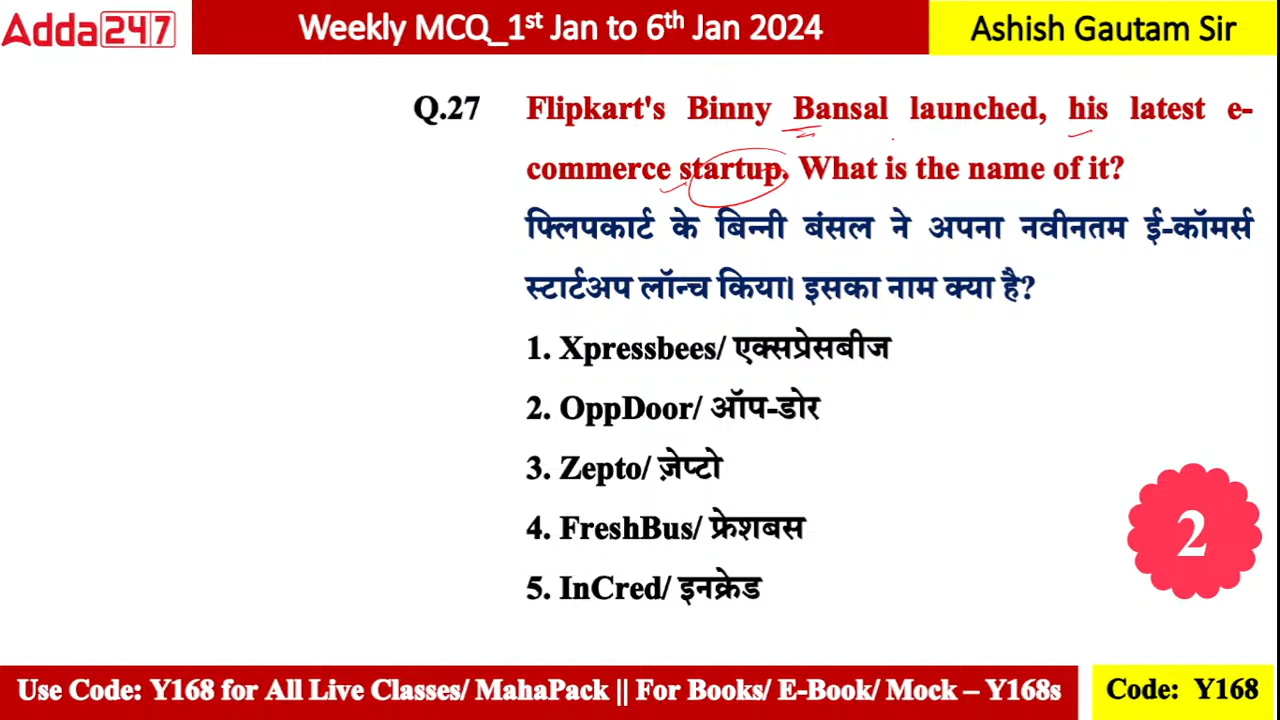 Adda247
Weekly MCQ_1st Jan to 6th Jan 2024
Ashish Gautam Sir
Q.27 Flipkart's Binny Bansal launched, his latest e-
commerce startup. What is the name of it?
फ्लिपकार्ट के बिन्नी बंसल ने अपना नवीनतम ई-कॉमर्स
स्टार्टअप लॉन्च किया। इसका नाम क्या है?
1. Xpressbees/ एक्सप्रेसबीज
2. OppDoor/ ऑप-डोर
3. Zepto/ ज़ेप्टो
4. FreshBus/ फ्रेशबस
5. InCred/ इनक्रेड
2
Use Code: Y168 for All Live Classes/ MahaPack || For Books/ E-Book/ Mock – Y168s
Code: Y168